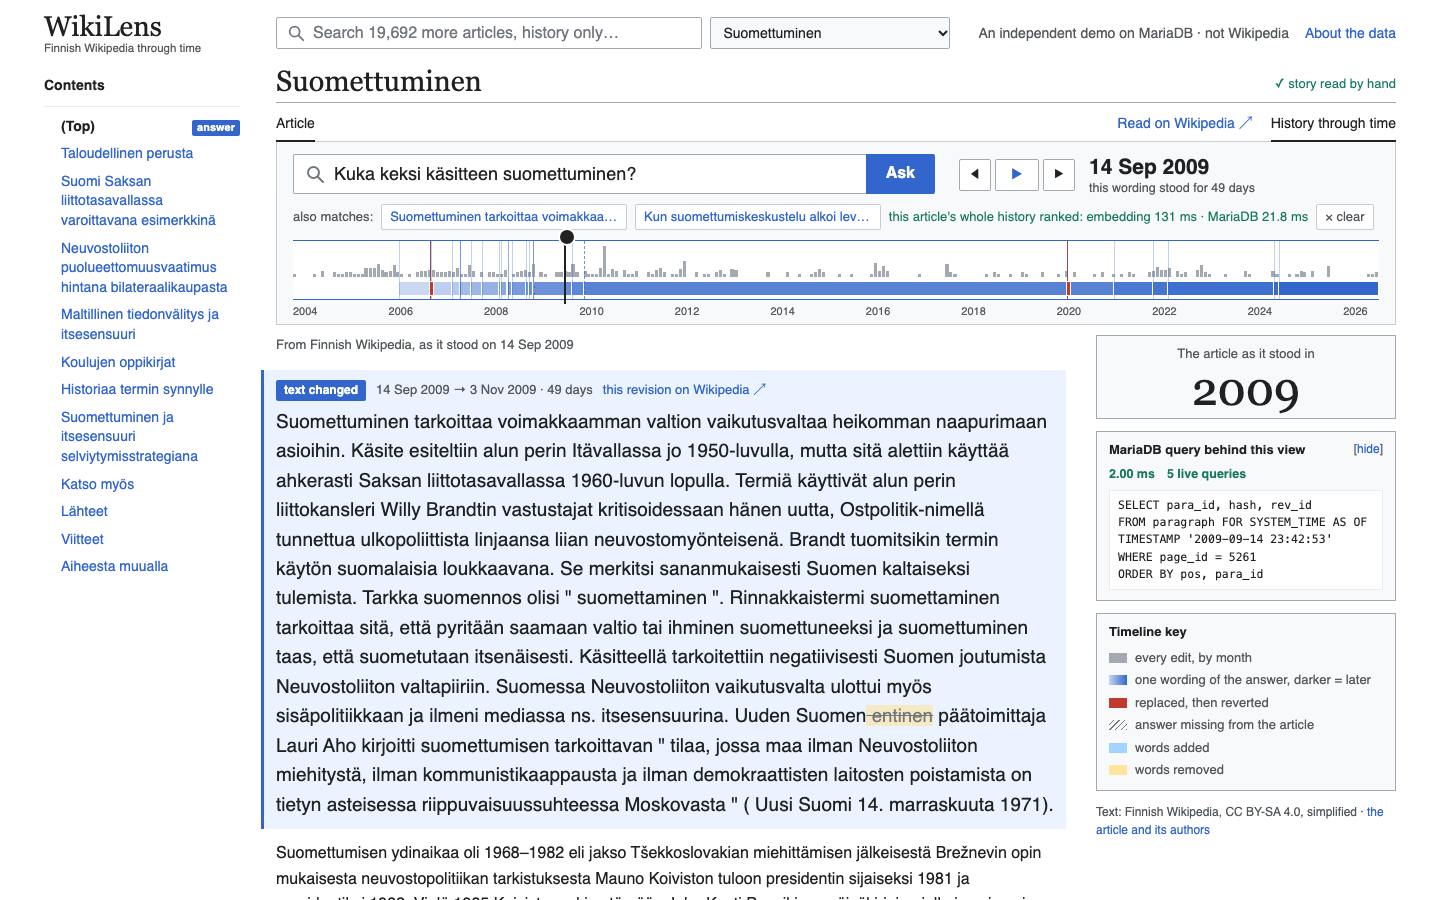 WikiLens
Finnish Wikipedia through time
Search 19,692 more articles, history only…
Suomettuminen
An independent demo on MariaDB · not Wikipedia
About the data
Contents
(Top)
answer
Taloudellinen perusta
Suomi Saksan
liittotasavallassa
varoittavana esimerkkinä
Neuvostoliiton
puolueettomuusvaatimus
hintana bilateraalikaupasta
Maltillinen tiedonvälitys ja
itsesensuuri
Koulujen oppikirjat
Historiaa termin synnylle
Suomettuminen ja
itsesensuuri
selviytymisstrategiana
Katso myös
Lähteet
Viitteet
Aiheesta muualla
Suomettuminen
✓ story read by hand
Article
Read on Wikipedia ↗
History through time
Kuka keksi käsitteen suomettuminen?
Ask
◀
▶
▶
14 Sep 2009
this wording stood for 49 days
also matches:
Suomettuminen tarkoittaa voimakkaa…
Kun suomettumiskeskustelu alkoi lev…
this article's whole history ranked: embedding 131 ms · MariaDB 21.8 ms
× clear
2004 2006 2008 2010 2012 2014 2016 2018 2020 2022 2024 2026
From Finnish Wikipedia, as it stood on 14 Sep 2009
text changed
14 Sep 2009 → 3 Nov 2009 · 49 days
this revision on Wikipedia ↗
Suomettuminen tarkoittaa voimakkaamman valtion vaikutusvaltaa heikomman naapurimaan
asioihin. Käsite esiteltiin alun perin Itävallassa jo 1950-luvulla, mutta sitä alettiin käyttää
ahkerasti Saksan liittotasavallassa 1960-luvun lopulla. Termiä käyttivät alun perin
liittokansleri Willy Brandtin vastustajat kritisoidessaan hänen uutta, Ostpolitik-nimellä
tunnettua ulkopoliittista linjaansa liian neuvostomyönteisenä. Brandt tuomitsikin termin
käytön suomalaisia loukkaavana. Se merkitsi sananmukaisesti Suomen kaltaiseksi
tulemista. Tarkka suomennos olisi " suomettaminen ". Rinnakkaistermi suomettaminen
tarkoittaa sitä, että pyritään saamaan valtio tai ihminen suomettuneeksi ja suomettuminen
taas, että suometutaan itsenäisesti. Käsitteellä tarkoitettiin negatiivisesti Suomen joutumista
Neuvostoliiton valtapiiriin. Suomessa Neuvostoliiton vaikutusvalta ulottui myös
sisäpolitiikkaan ja ilmeni mediassa ns. itsesensuurina. Uuden Suomen entinen päätoimittaja
Lauri Aho kirjoitti suomettumisen tarkoittavan " tilaa, jossa maa ilman Neuvostoliiton
miehitystä, ilman kommunistikaappausta ja ilman demokraattisten laitosten poistamista on
tietyn asteisessa riippuvaisuussuhteessa Moskovasta " ( Uusi Suomi 14. marraskuuta 1971).
Suomettumisen ydinaikaa oli 1968–1982 eli jakso Tšekkoslovakian miehittämisen jälkeisestä Brežnevin opin
mukaisesta neuvostopolitiikan tarkistuksesta Mauno Koiviston tuloon presidentin sijaiseksi 1981 ja
The article as it stood in
2009
MariaDB query behind this view
[hide]
2.00 ms 5 live queries
SELECT para_id, hash, rev_id
FROM paragraph FOR SYSTEM_TIME AS OF
TIMESTAMP '2009-09-14 23:42:53'
WHERE page_id = 5261
ORDER BY pos, para_id
Timeline key
every edit, by month
one wording of the answer, darker = later
replaced, then reverted
answer missing from the article
words added
words removed
Text: Finnish Wikipedia, CC BY-SA 4.0, simplified · the
article and its authors